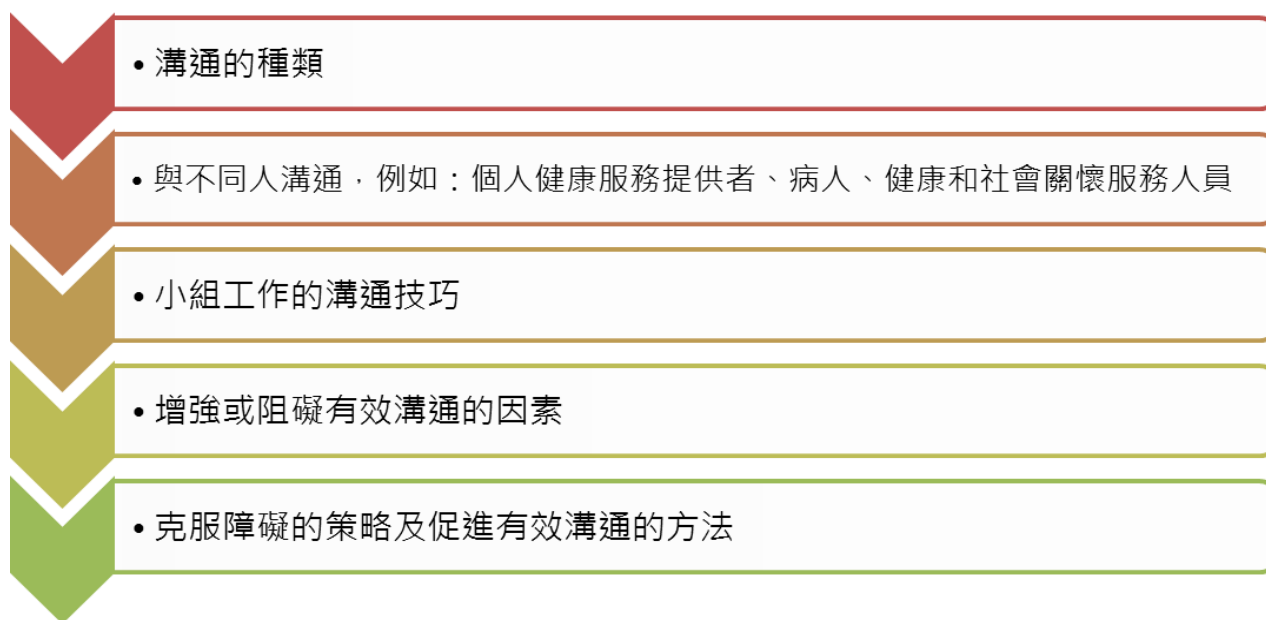 • 溝通的種類
• 與不同人溝通，例如：個人健康服務提供者、病人、健康和社會關懷服務人員
• 小組工作的溝通技巧
• 增強或阻礙有效溝通的因素
• 克服障礙的策略及促進有效溝通的方法